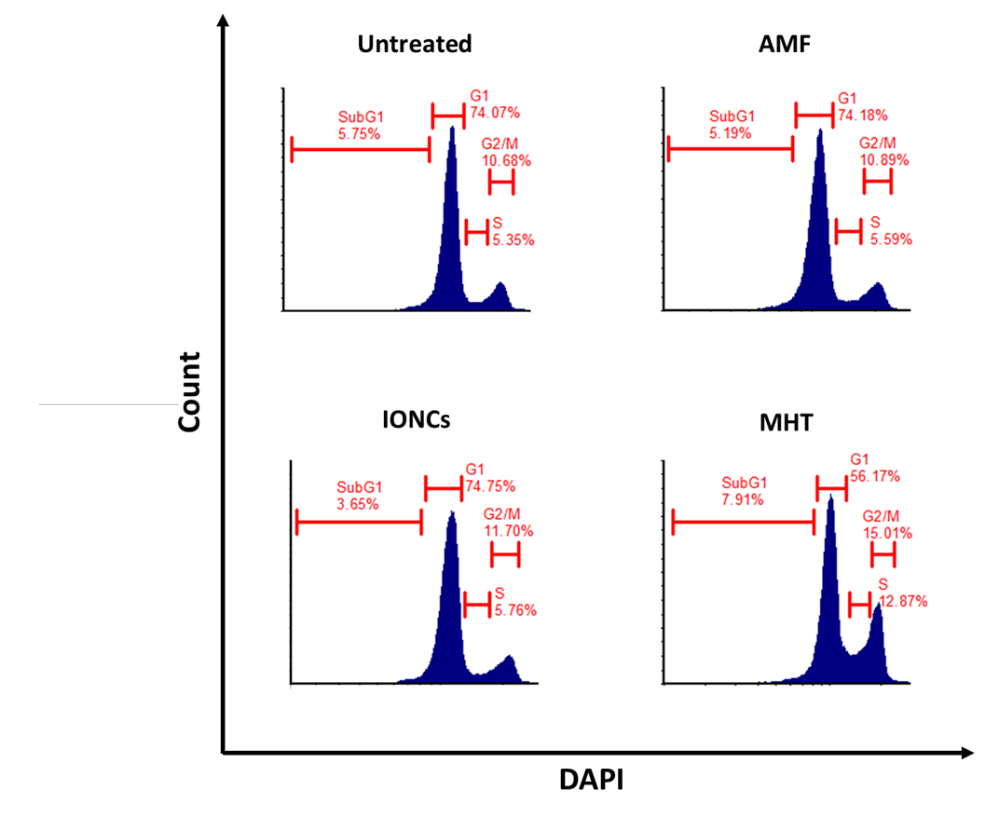 Untreated
SubG1
5.75%
G1
74.07%
G2/M
10.68%
S
5.35%
AMF
SubG1
5.19%
G1
74.18%
G2/M
10.89%
S
5.59%
Count
IONCs
SubG1
3.65%
G1
74.75%
G2/M
11.70%
S
5.76%
MHT
SubG1
7.91%
G1
56.17%
G2/M
15.01%
S
12.87%
DAPI